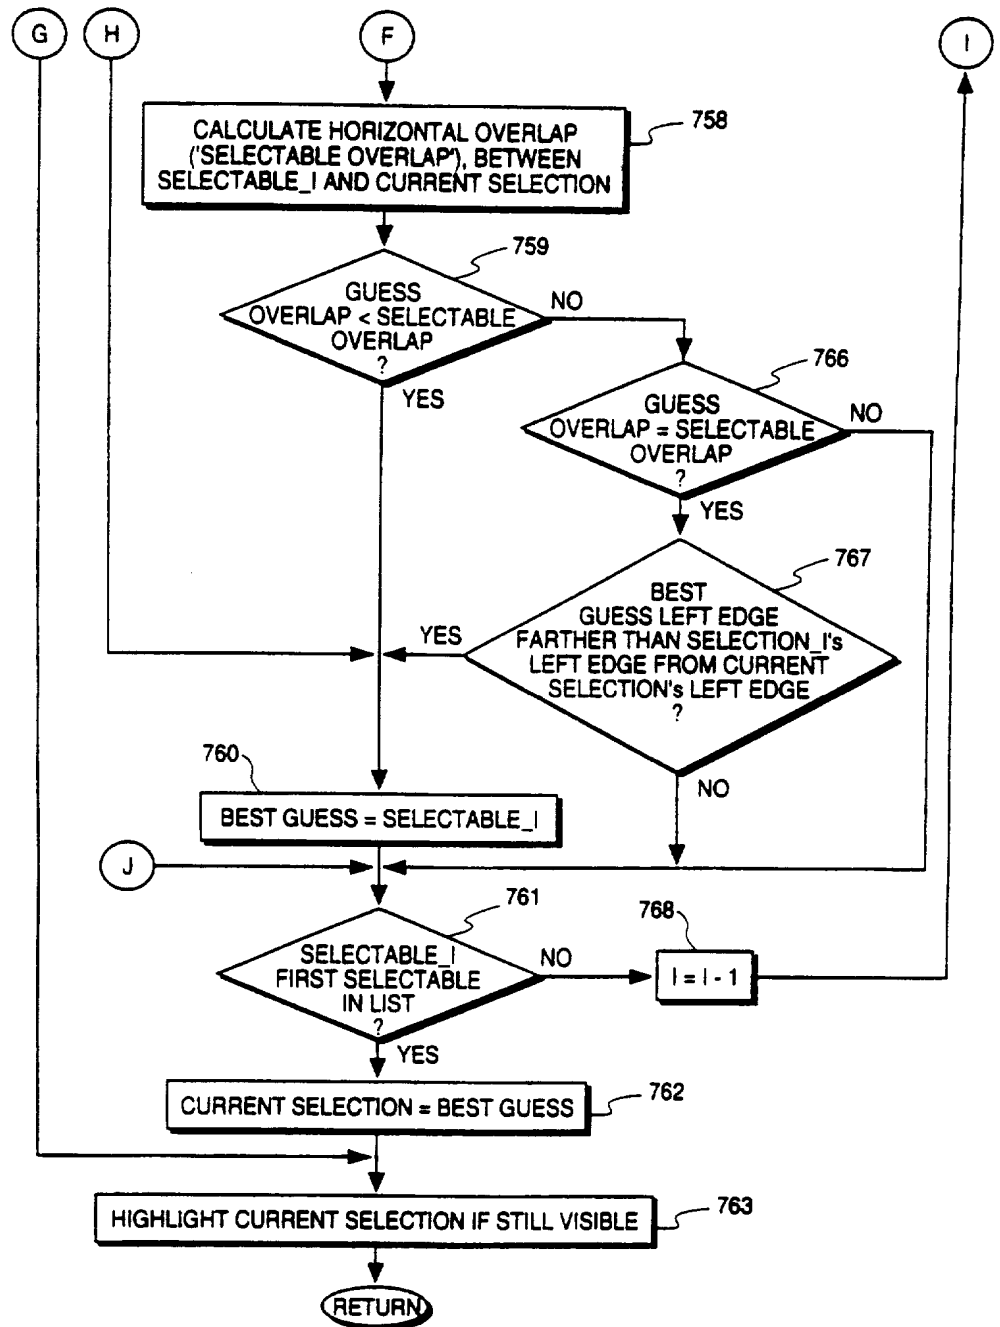 G
H
F
I
CALCULATE HORIZONTAL OVERLAP
('SELECTABLE OVERLAP'), BETWEEN
SELECTABLE_I AND CURRENT SELECTION
758
759
GUESS
OVERLAP < SELECTABLE
OVERLAP
?
NO
YES
766
GUESS
OVERLAP = SELECTABLE
OVERLAP
?
NO
YES
767
BEST
GUESS LEFT EDGE
FARTHER THAN SELECTION_I's
LEFT EDGE FROM CURRENT
SELECTION's LEFT EDGE
?
YES
NO
760
BEST GUESS = SELECTABLE_I
J
761
SELECTABLE_I
FIRST SELECTABLE
IN LIST
?
NO
YES
768
I = I - 1
CURRENT SELECTION = BEST GUESS
762
HIGHLIGHT CURRENT SELECTION IF STILL VISIBLE
763
RETURN